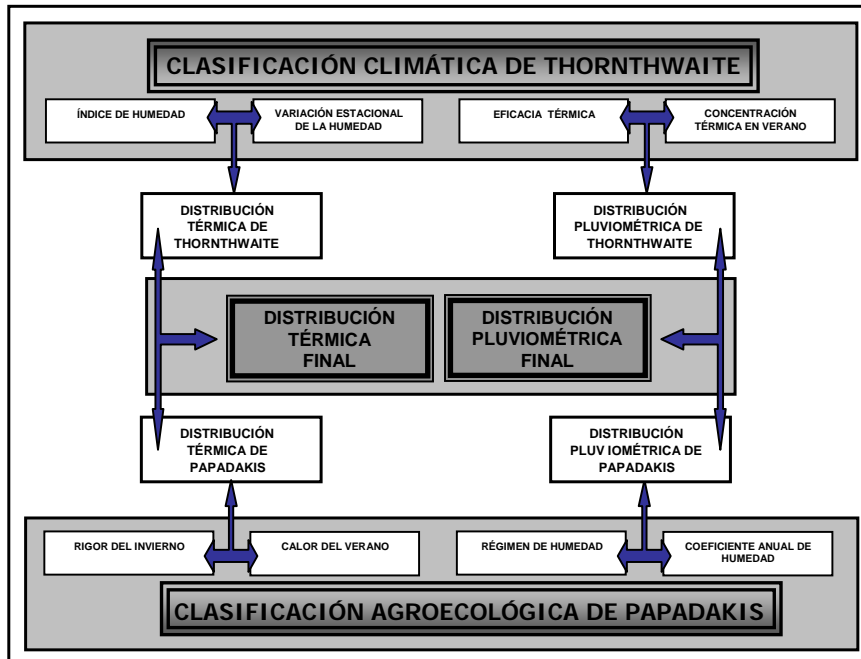 CLASIFICACIÓN CLIMÁTICA DE THORNTHWAITE
ÍNDICE DE HUMEDAD
VARIACIÓN ESTACIONAL
DE LA HUMEDAD
EFICACIA TÉRMICA
CONCENTRACIÓN
TÉRMICA EN VERANO
DISTRIBUCIÓN
TÉRMICA DE
THORNTHWAITE
DISTRIBUCIÓN
PLUVIOMÉTRICA DE
THORNTHWAITE
DISTRIBUCIÓN
TÉRMICA
FINAL
DISTRIBUCIÓN
PLUVIOMÉTRICA
FINAL
DISTRIBUCIÓN
TÉRMICA DE
PAPADAKIS
DISTRIBUCIÓN
PLUV IOMÉTRICA DE
PAPADAKIS
RIGOR DEL INVIERNO
CALOR DEL VERANO
RÉGIMEN DE HUMEDAD
COEFICIENTE ANUAL DE
HUMEDAD
CLASIFICACIÓN AGROECOLÓGICA DE PAPADAKIS